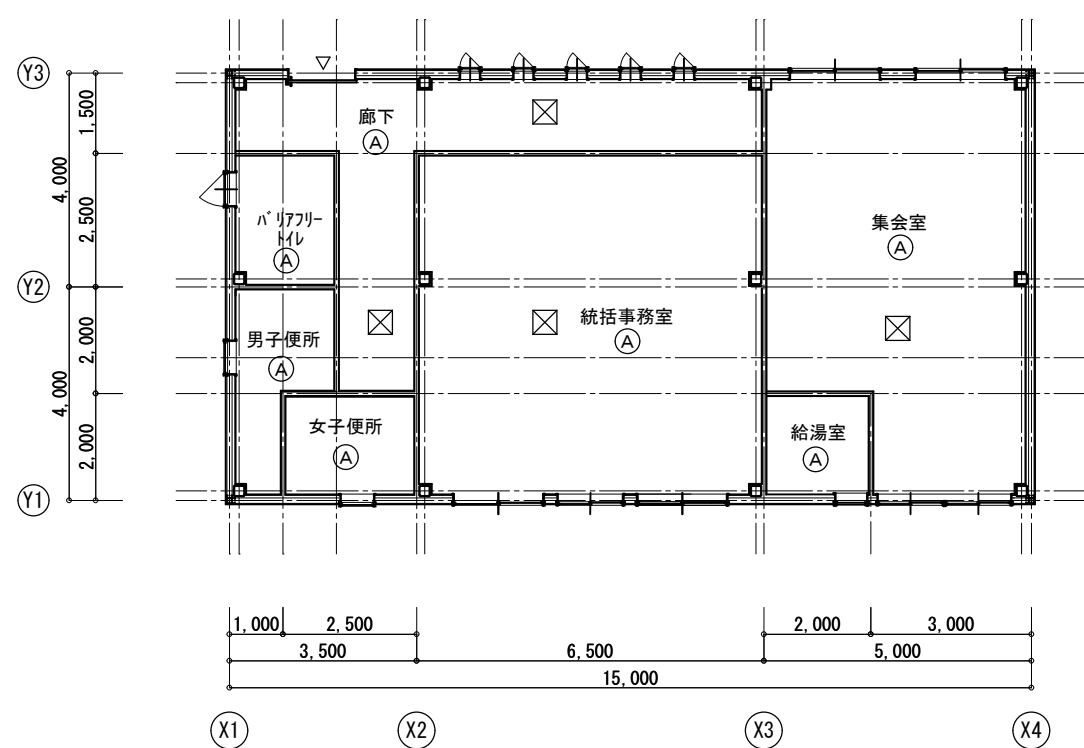 Y3
1,500
廊下
A
4,000
2,500
バリアフリー
トイレ
A
集会室
A
Y2
2,000
男子便所
A
統括事務室
A
4,000
2,000
女子便所
A
給湯室
A
Y1
1,000
2,500
2,000
3,000
3,500
6,500
5,000
15,000
X1
X2
X3
X4